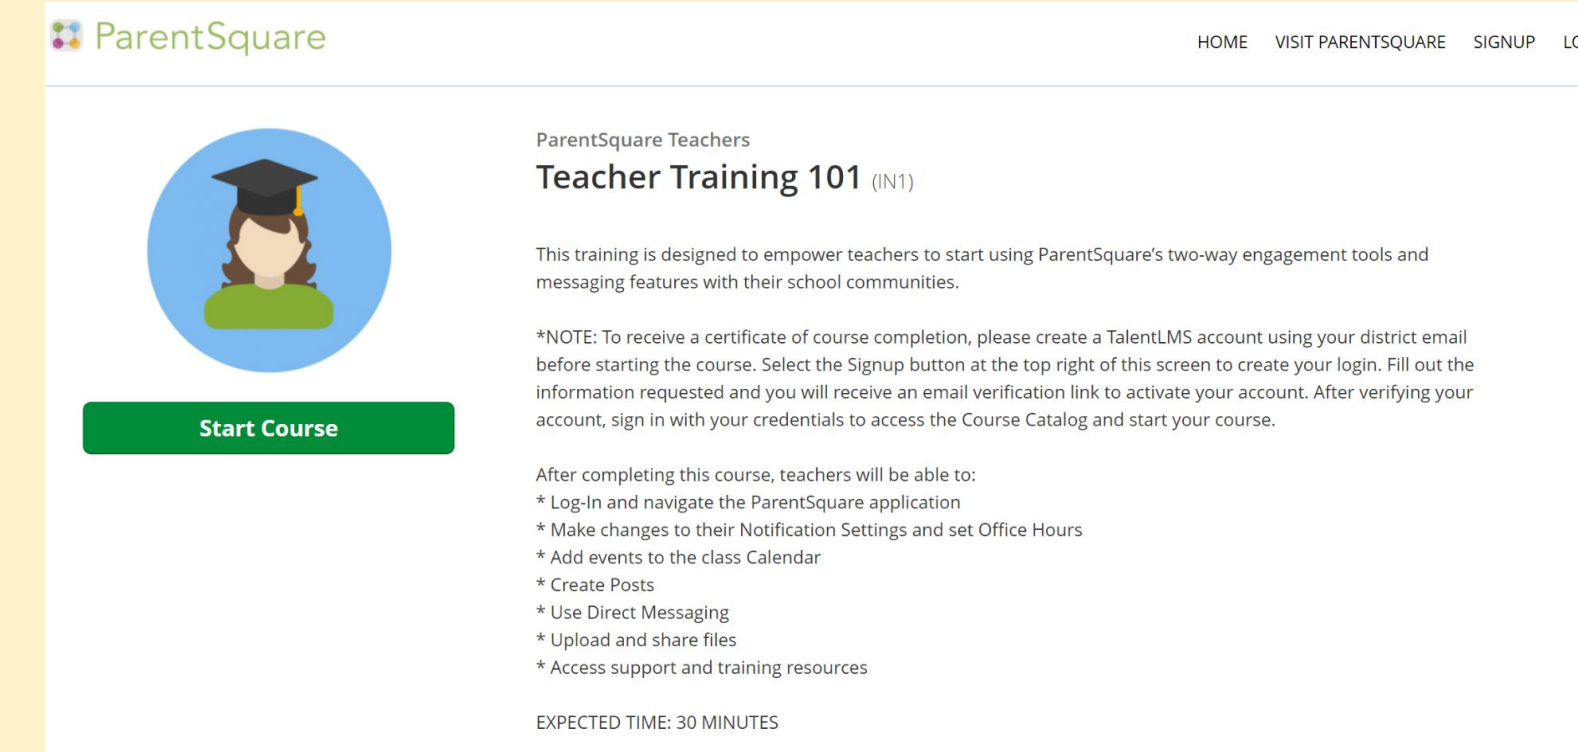 ParentSquare
HOME VISIT PARENTSQUARE SIGNUP
ParentSquare Teachers
Teacher Training 101 (IN1)
This training is designed to empower teachers to start using ParentSquare’s two-way engagement tools and
messaging features with their school communities.
*NOTE: To receive a certificate of course completion, please create a TalentLMS account using your district email
before starting the course. Select the Signup button at the top right of this screen to create your login. Fill out the
information requested and you will receive an email verification link to activate your account. After verifying your
account, sign in with your credentials to access the Course Catalog and start your course.
Start Course
After completing this course, teachers will be able to:
* Log-In and navigate the ParentSquare application
* Make changes to their Notification Settings and set Office Hours
* Add events to the class Calendar
* Create Posts
* Use Direct Messaging
* Upload and share files
* Access support and training resources
EXPECTED TIME: 30 MINUTES